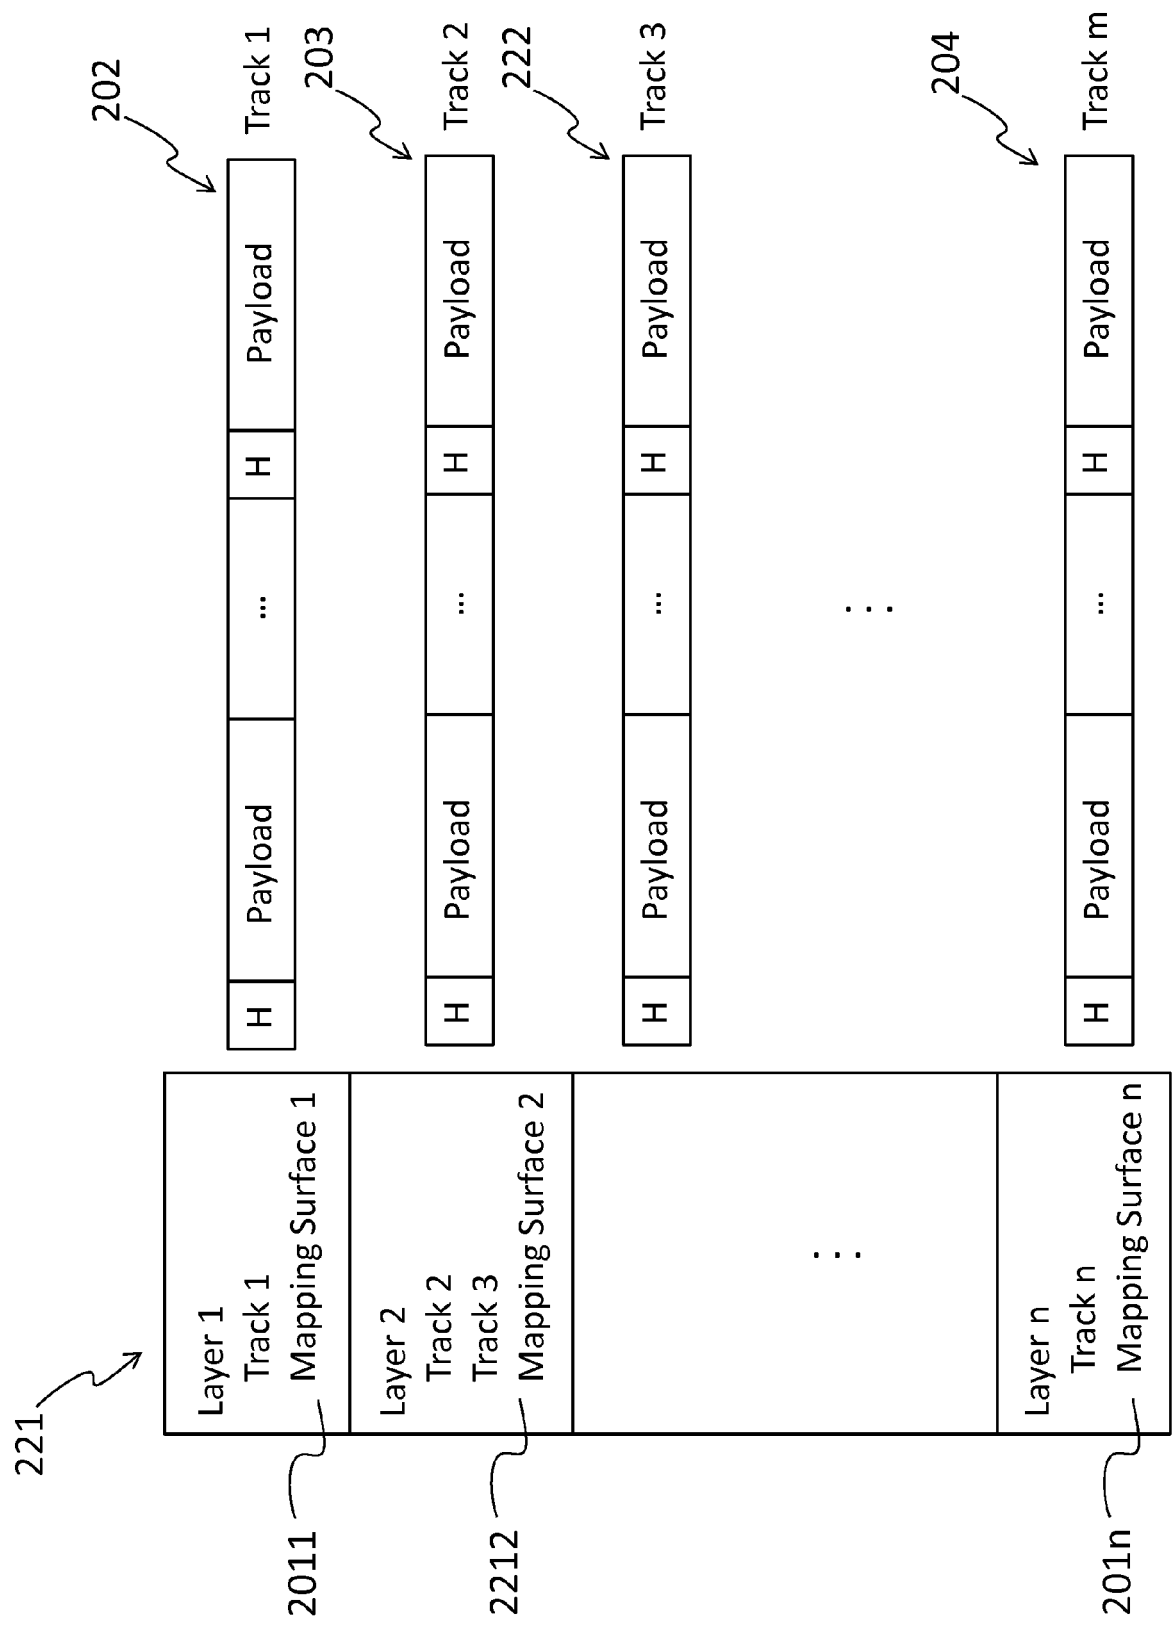 221
Layer 1
Track 1
Mapping Surface 1
2011
Layer 2
Track 2
Track 3
Mapping Surface 2
2212
...
Layer n
Track n
Mapping Surface n
201n
202
H Payload ... H Payload Track 1
203
H Payload ... H Payload Track 2
222
H Payload ... H Payload Track 3
...
204
H Payload ... H Payload Track m